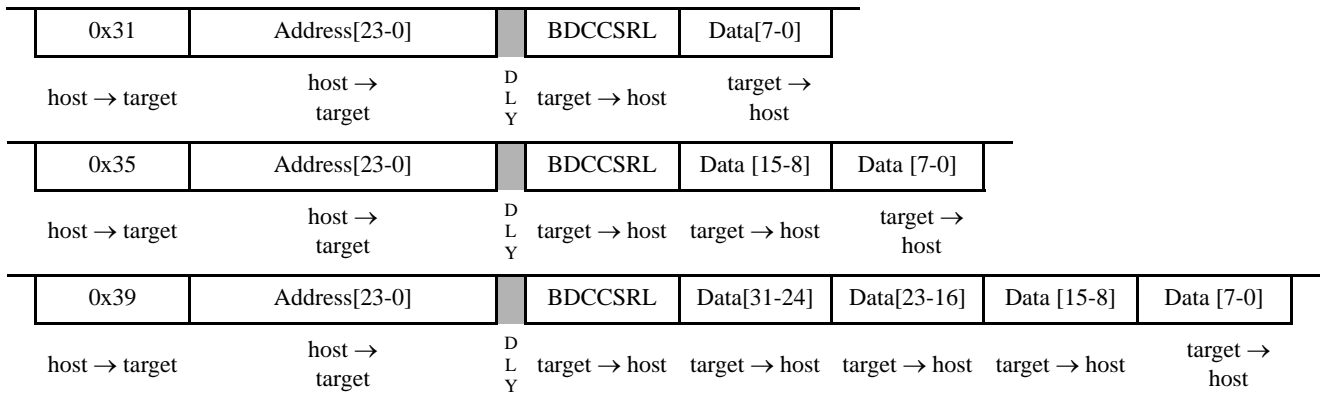 0x31 Address[23-0] BDCCSRL Data[7-0]
host → target host → target D L Y target → host target → host
0x35 Address[23-0] BDCCSRL Data [15-8] Data [7-0]
host → target host → target D L Y target → host target → host target → host
0x39 Address[23-0] BDCCSRL Data[31-24] Data[23-16] Data [15-8] Data [7-0]
host → target host → target D L Y target → host target → host target → host target → host target → host